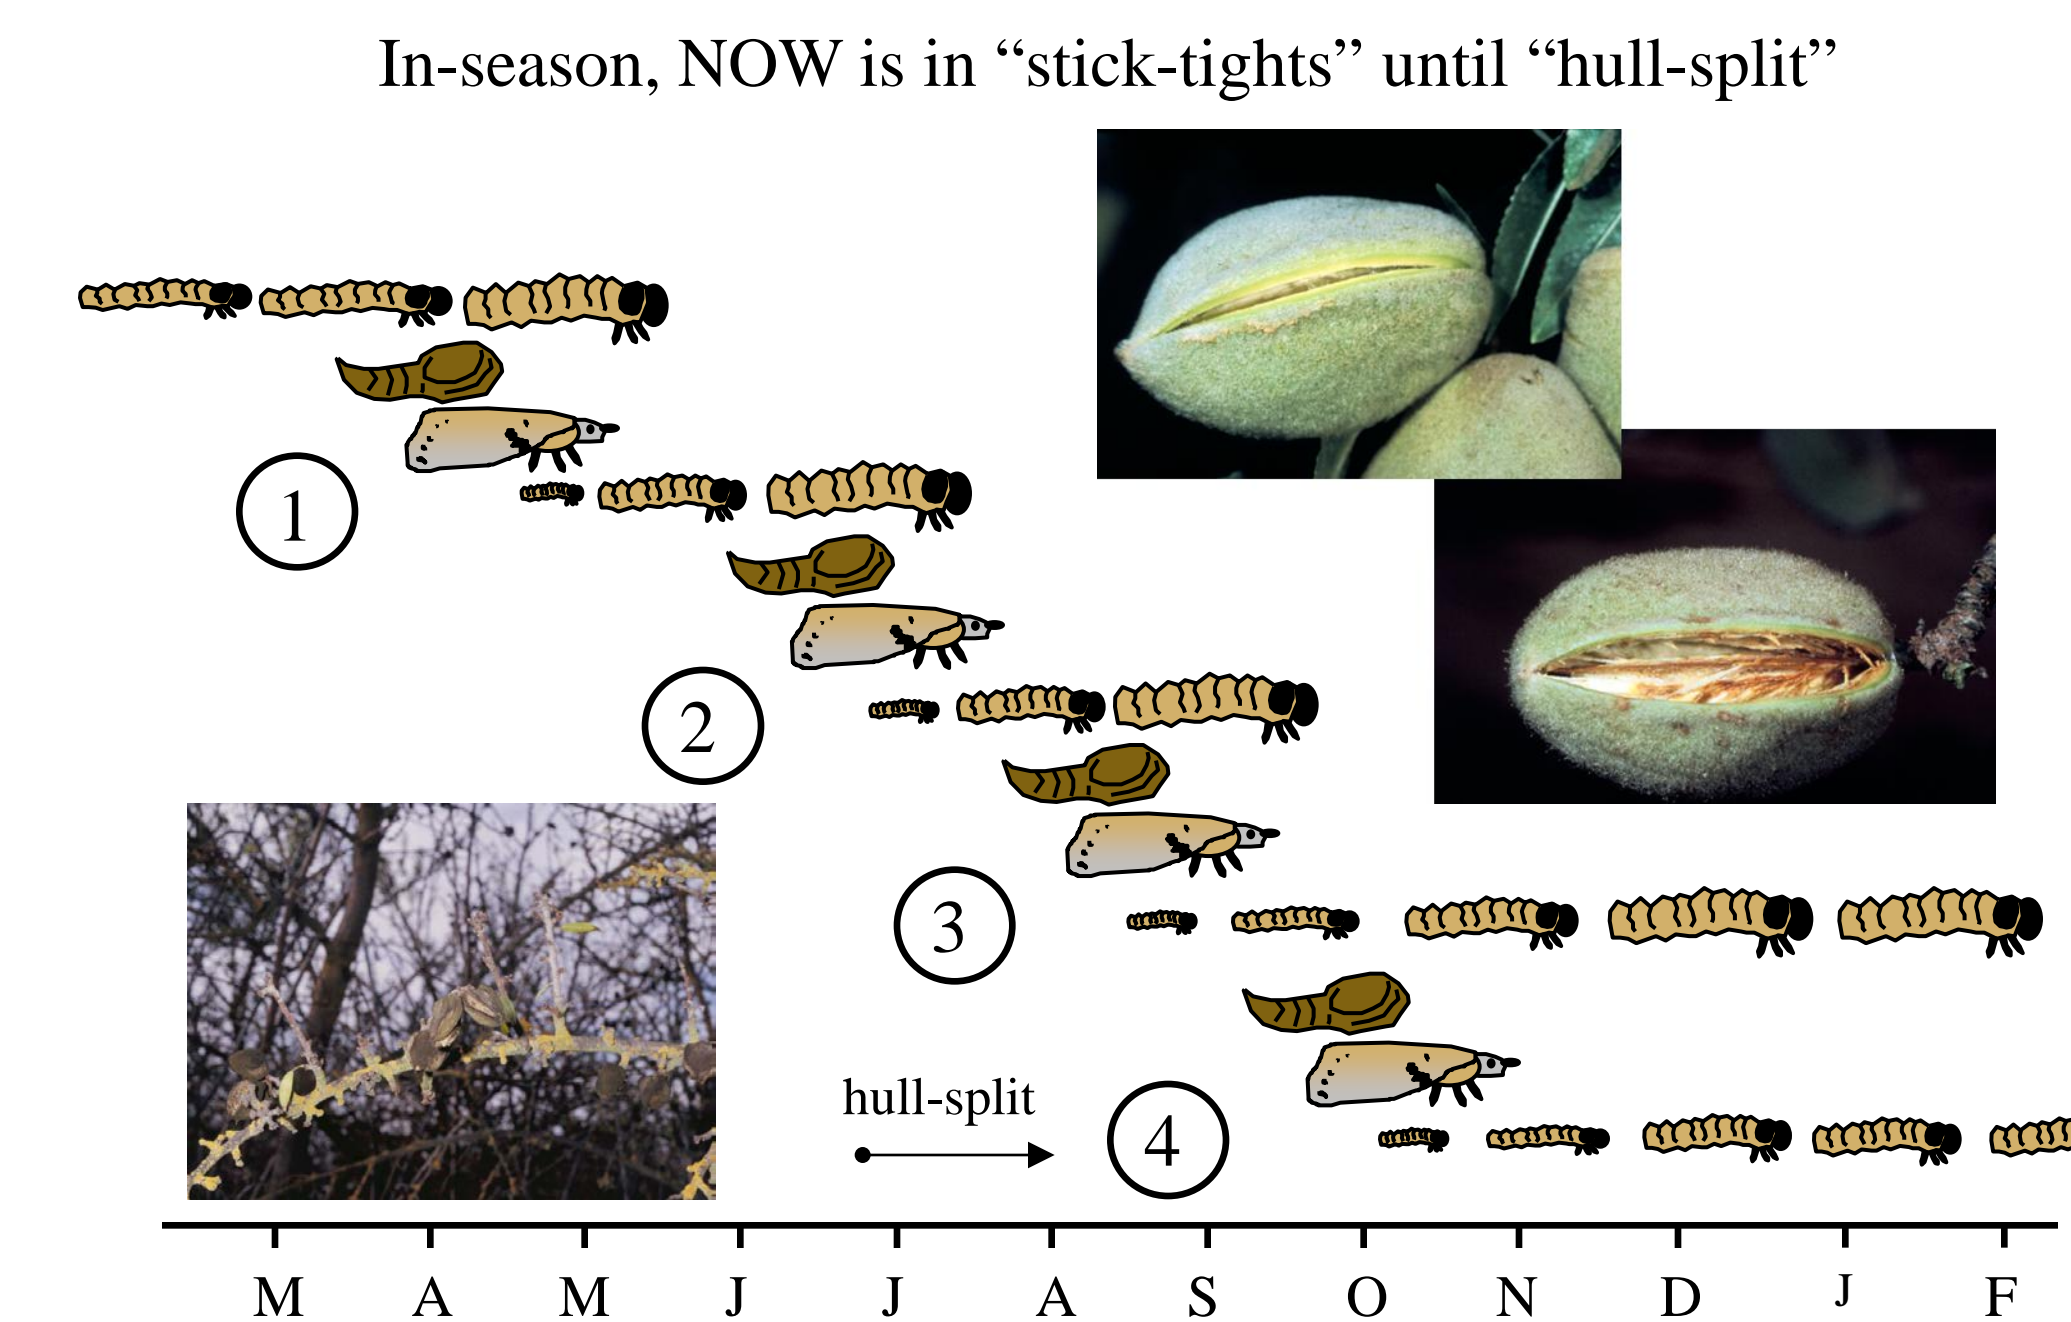 In-season, NOW is in “stick-tights” until “hull-split”
1
2
3
hull-split
4
M A M J J A S O N D J F